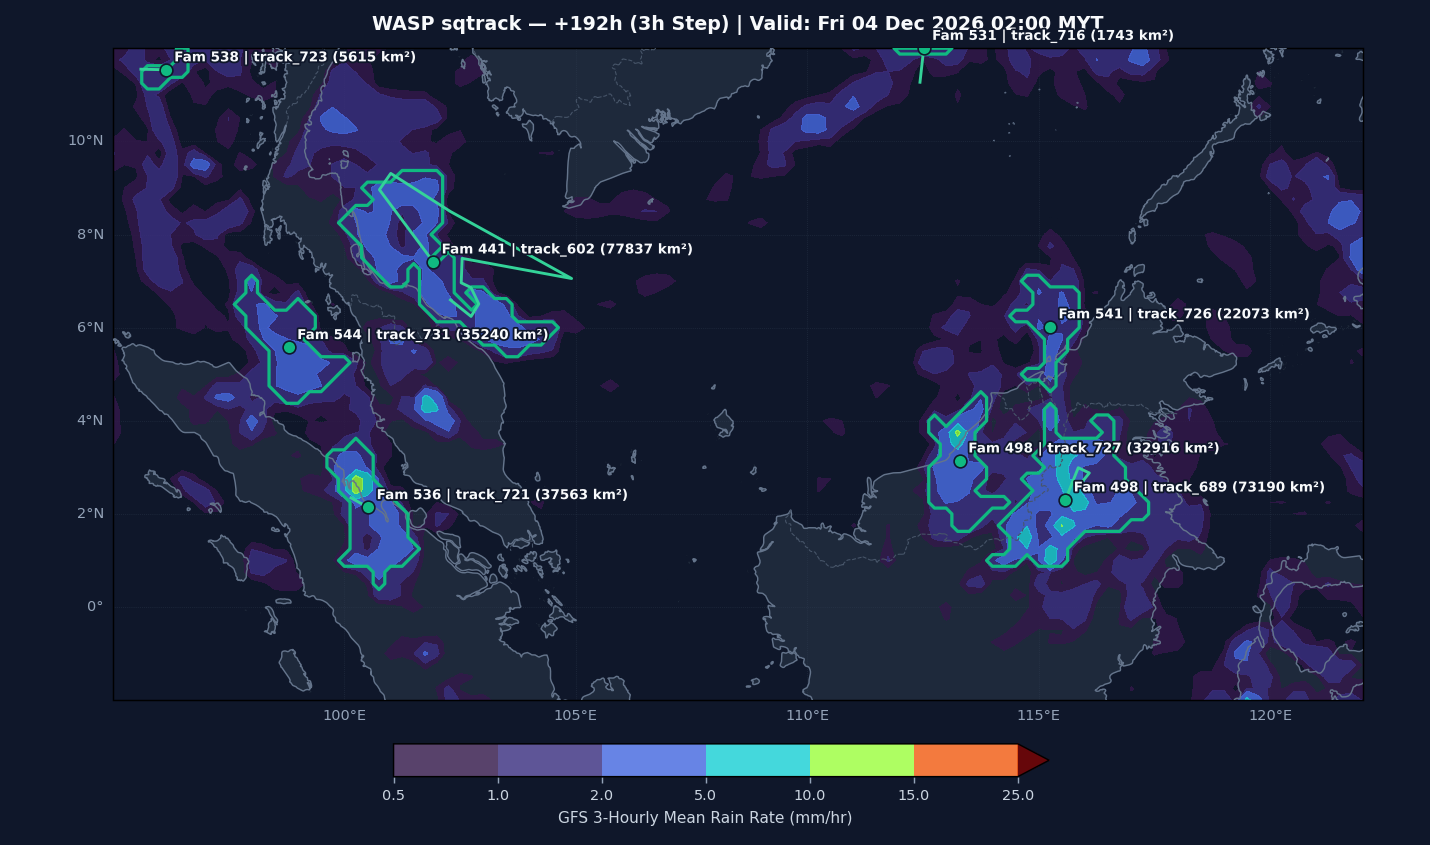 WASP sqtrack — +192h (3h Step) | Valid: Fri 04 Dec 2026 02:00 MYT
Fam 531 | track_716 (1743 km²)
Fam 538 | track_723 (5615 km²)
10°N
8°N
Fam 441 | track_602 (77837 km²)
Fam 541 | track_726 (22073 km²)
6°N
Fam 544 | track_731 (35240 km²)
4°N
Fam 498 | track_727 (32916 km²)
Fam 498 | track_689 (73190 km²)
Fam 536 | track_721 (37563 km²)
2°N
0°
100°E 105°E 110°E 115°E 120°E
0.5 1.0 2.0 5.0 10.0 15.0 25.0
GFS 3-Hourly Mean Rain Rate (mm/hr)